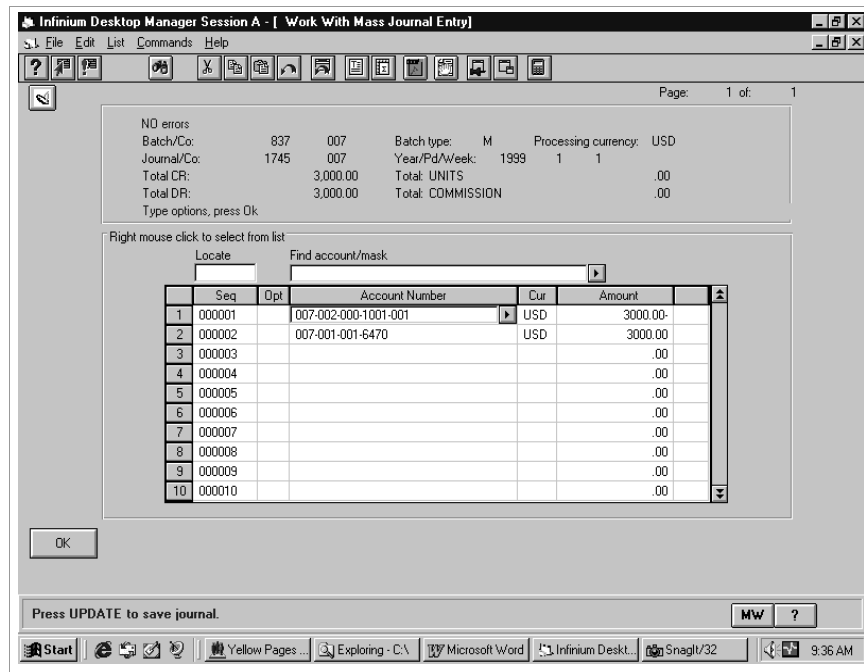 Infinium Desktop Manager Session A - [ Work With Mass Journal Entry]
File Edit List Commands Help
Page: 1 of: 1
NO errors
Batch/Co: 837 007 Batch type: M Processing currency: USD
Journal/Co: 1745 007 Year/Pd/Week: 1999 1 1
Total CR: 3,000.00 Total: UNITS .00
Total DR: 3,000.00 Total: COMMISSION .00
Type options, press Ok
Right mouse click to select from list
Locate Find account/mask
Seq Opt Account Number Cur Amount
1 000001 007-002-000-1001-001 USD 3000.00-
2 000002 007-001-001-6470 USD 3000.00
3 000003 .00
4 000004 .00
5 000005 .00
6 000006 .00
7 000007 .00
8 000008 .00
9 000009 .00
10 000010 .00
OK
Press UPDATE to save journal. MW ?
Start Yellow Pages ... Exploring - C:\ Microsoft Word Infinium Deskt... SnagIt/32 9:36 AM